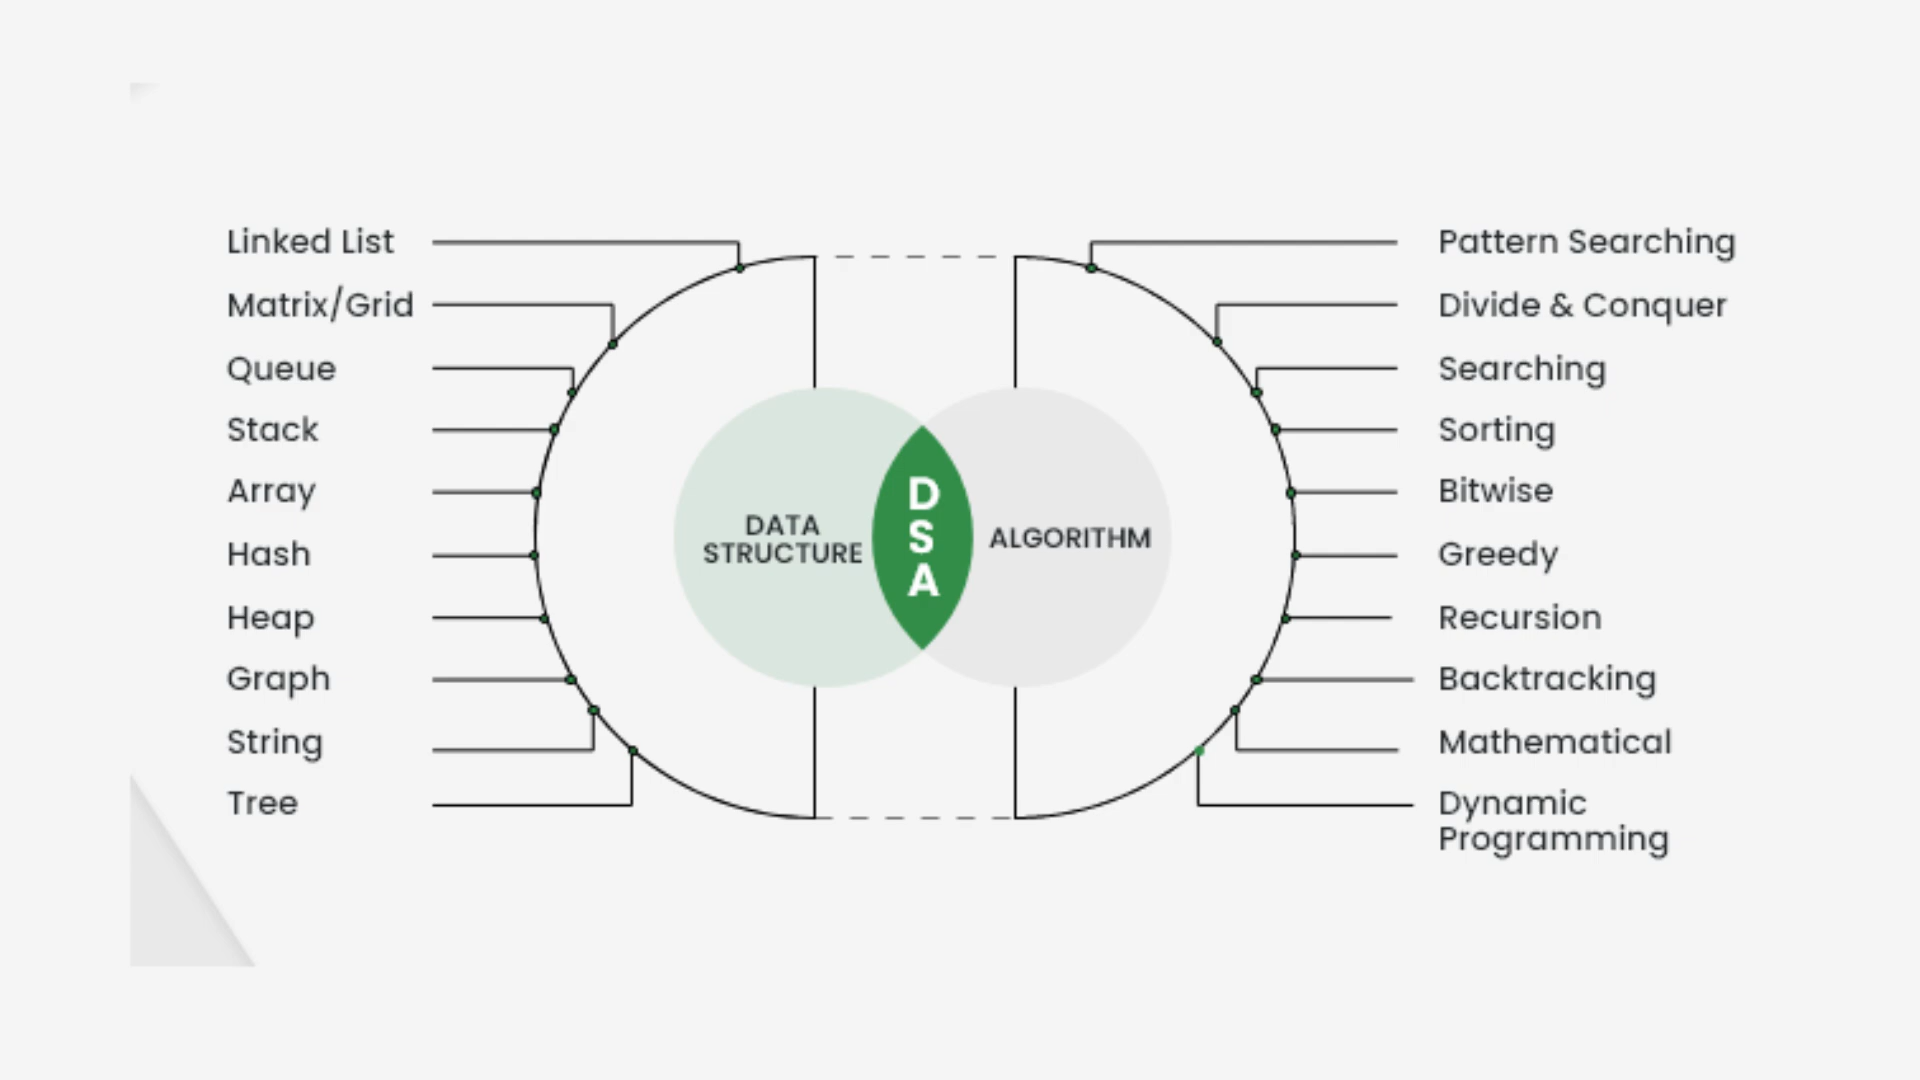 Linked List
Matrix/Grid
Queue
Stack
Array
Hash
Heap
Graph
String
Tree
DATA
STRUCTURE
D
S
A
ALGORITHM
Pattern Searching
Divide & Conquer
Searching
Sorting
Bitwise
Greedy
Recursion
Backtracking
Mathematical
Dynamic
Programming